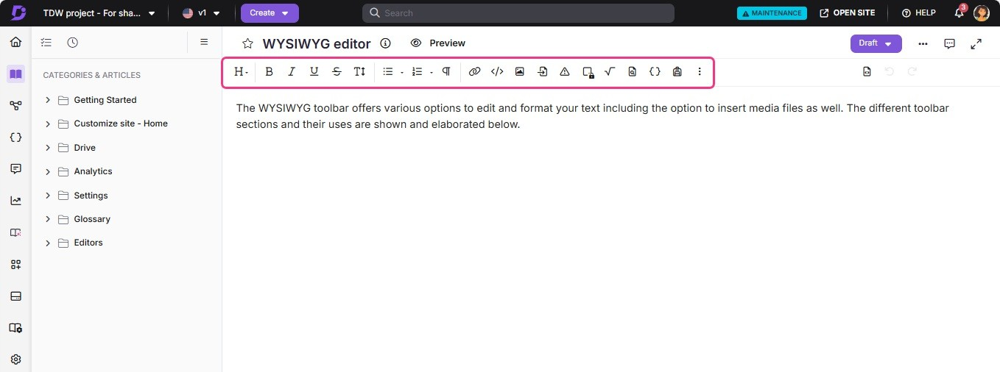 TDW project - For sha...
v1
Create
Search
MAINTENANCE
OPEN SITE
HELP
3
CATEGORIES & ARTICLES
Getting Started
Customize site - Home
Drive
Analytics
Settings
Glossary
Editors
WYSIWYG editor
Preview
Draft
The WYSIWYG toolbar offers various options to edit and format your text including the option to insert media files as well. The different toolbar
sections and their uses are shown and elaborated below.